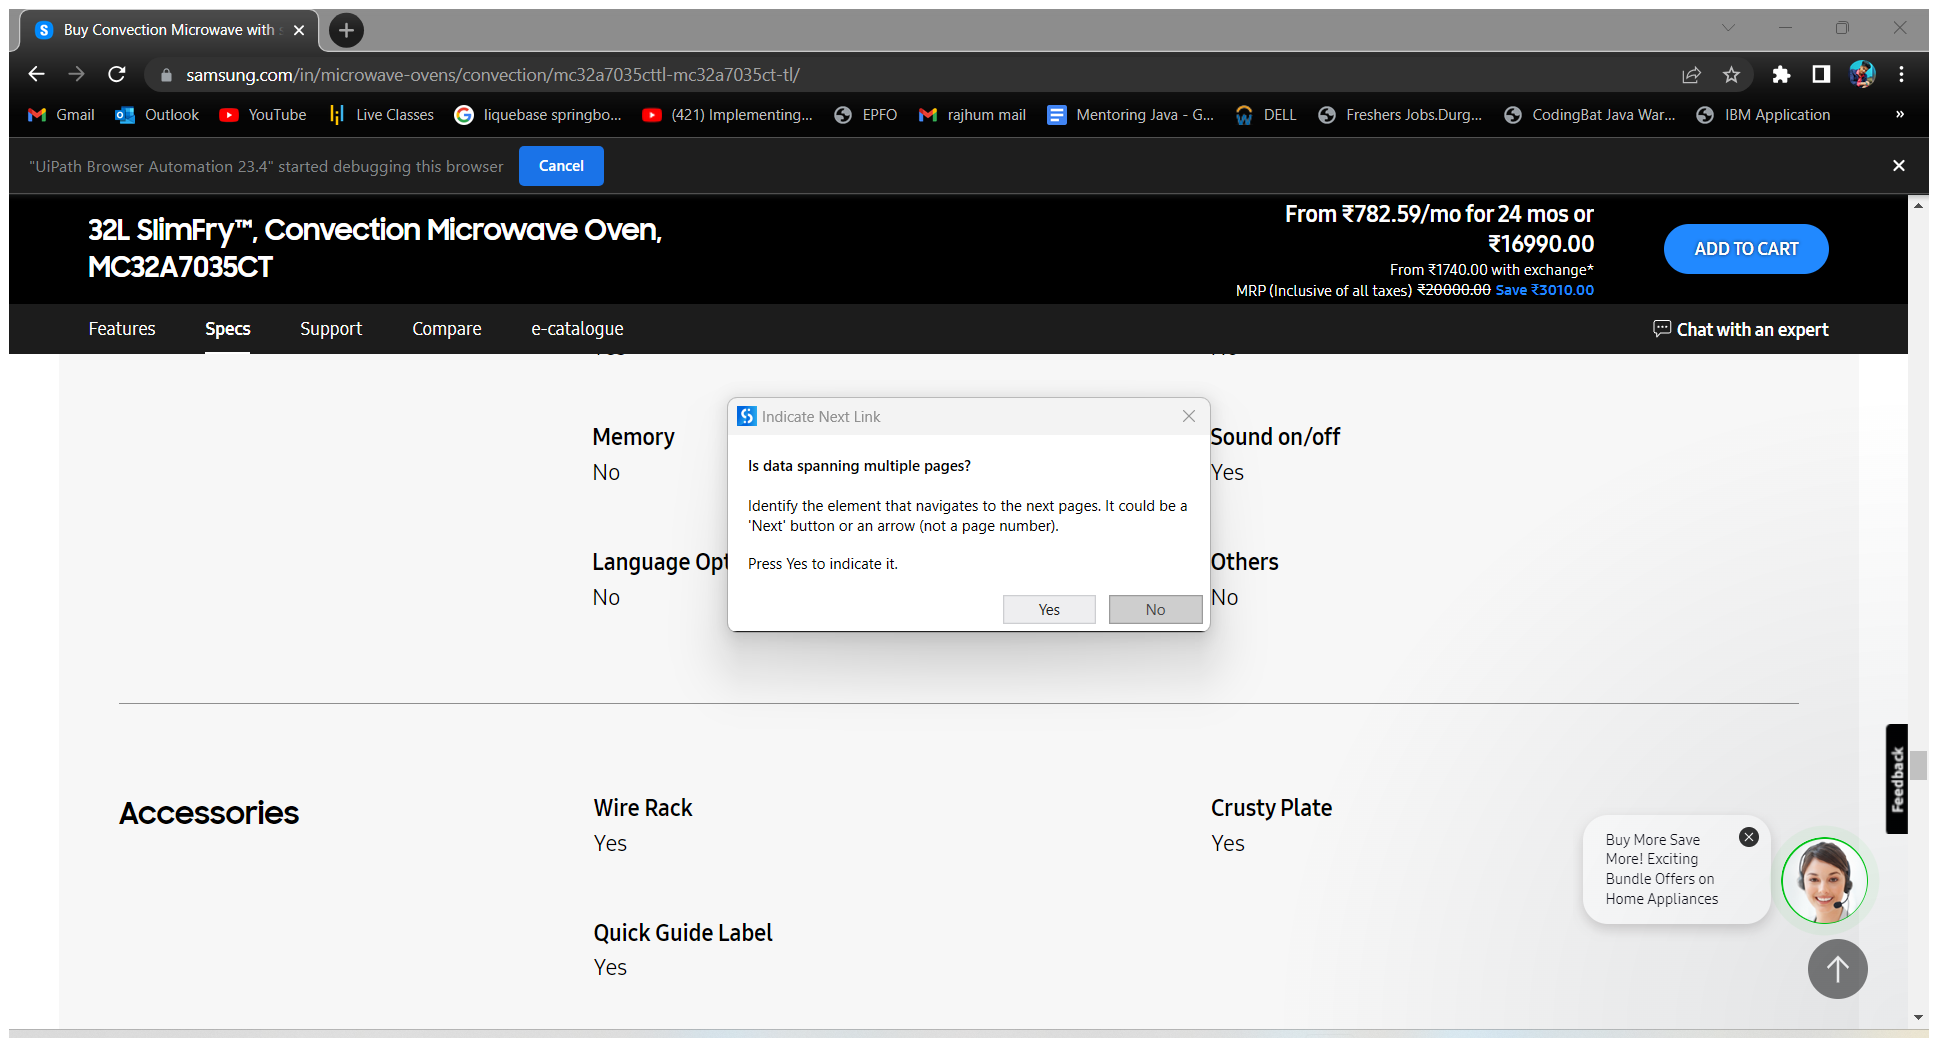 Buy Convection Microwave with
samsung.com/in/microwave-ovens/convection/mc32a7035cttl-mc32a7035ct-tl/
Gmail Outlook YouTube Live Classes liquebase springbo... (421) Implementing... EPFO rajhum mail Mentoring Java - G... DELL Freshers Jobs.Durg... CodingBat Java War... IBM Application »
"UiPath Browser Automation 23.4" started debugging this browser Cancel
32L SlimFry™, Convection Microwave Oven,
MC32A7035CT
From ₹782.59/mo for 24 mos or
₹16990.00
From ₹1740.00 with exchange*
MRP (Inclusive of all taxes) ₹20000.00 Save ₹3010.00
ADD TO CART
Features Specs Support Compare e-catalogue Chat with an expert
Indicate Next Link
Is data spanning multiple pages?
Identify the element that navigates to the next pages. It could be a
'Next' button or an arrow (not a page number).
Press Yes to indicate it.
Yes No
Memory
No
Sound on/off
Yes
Language Opt
No
Others
No
Accessories
Wire Rack
Yes
Crusty Plate
Yes
Quick Guide Label
Yes
Feedback
Buy More Save
More! Exciting
Bundle Offers on
Home Appliances